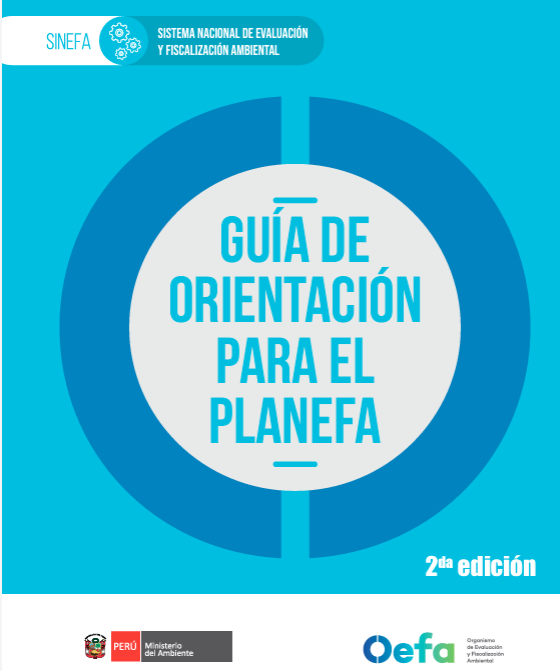 SINEFA
SISTEMA NACIONAL DE EVALUACIÓN
Y FISCALIZACIÓN AMBIENTAL
GUÍA DE
ORIENTACIÓN
PARA EL
PLANEFA
2da edición
PERÚ
Ministerio
del Ambiente
Oefa
Organismo
de Evaluación
y Fiscalización
Ambiental